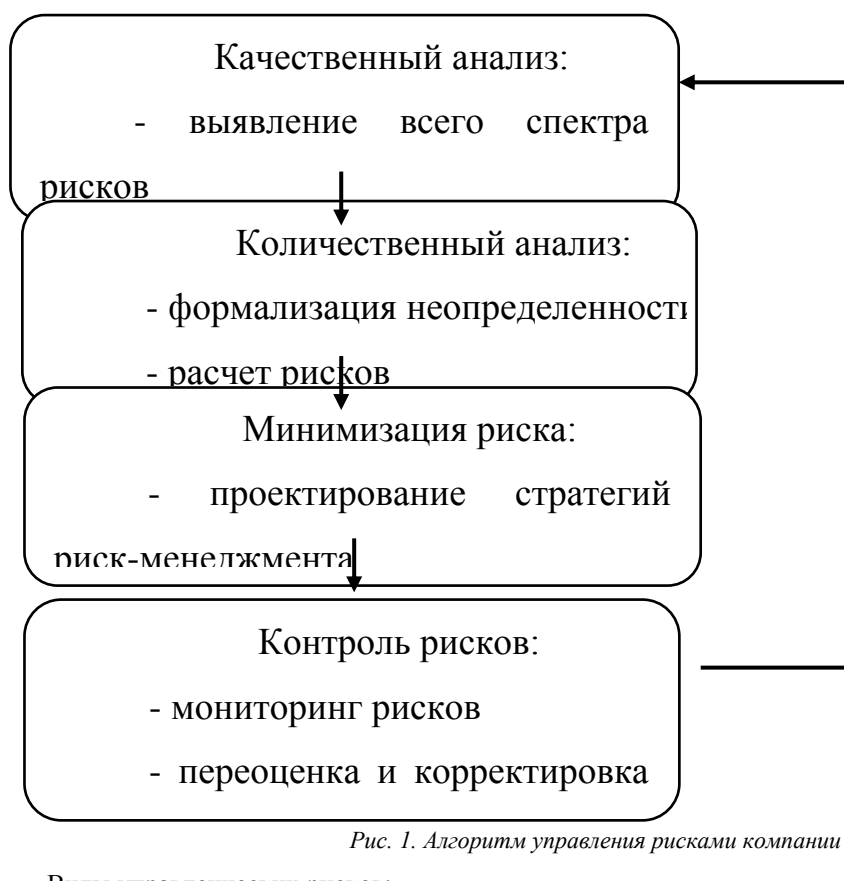 Качественный анализ:
- выявление всего спектра
рисков
Количественный анализ:
- формализация неопределенности
- расчет рисков
Минимизация риска:
- проектирование стратегий
риск-менеджмента
Контроль рисков:
- мониторинг рисков
- переоценка и корректировка
Рис. 1. Алгоритм управления рисками компании